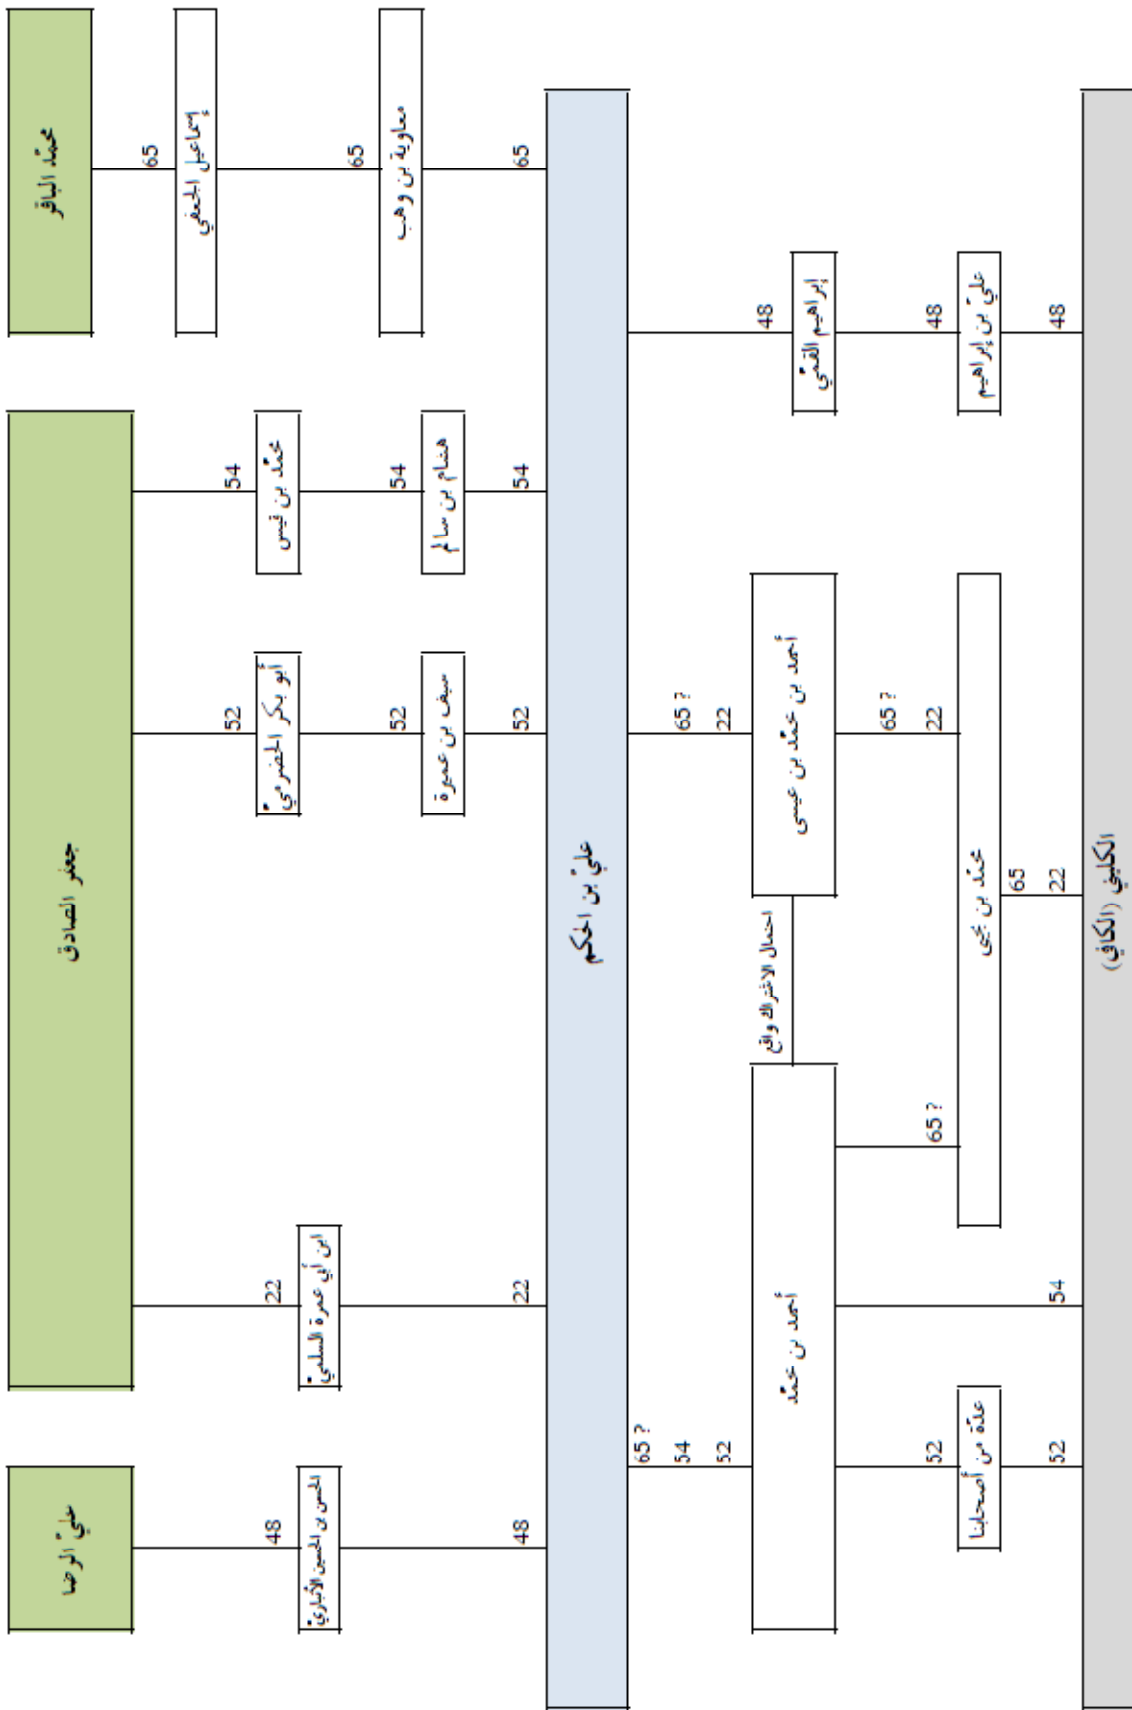 محمّد الباقر
جعفر الصادق
عليّ الرضا
65
إسماعيل الجعفي
54
52
22
48
محمّد بن قيس
أبو بكر الحضرميّ
ابن أبي عمرة السلميّ
الحسن بن الحسين الأنباريّ
65
54
52
معاوية بن وهب
هشام بن سالم
سيف بن عميرة
65
54
52
22
48
عليّ بن الحكم
65 ?
65 ?
54
22
52
48
احتمال الاشتراك واقع
إبراهيم القمّي
أحمد بن محمّد بن عيسى
أحمد بن محمّد
65 ?
48
22
65 ?
52
عليّ بن إبراهيم
محمّد بن يحيى
عدّة من أصحابنا
65
48
22
54
52
الكليني (الكافي)